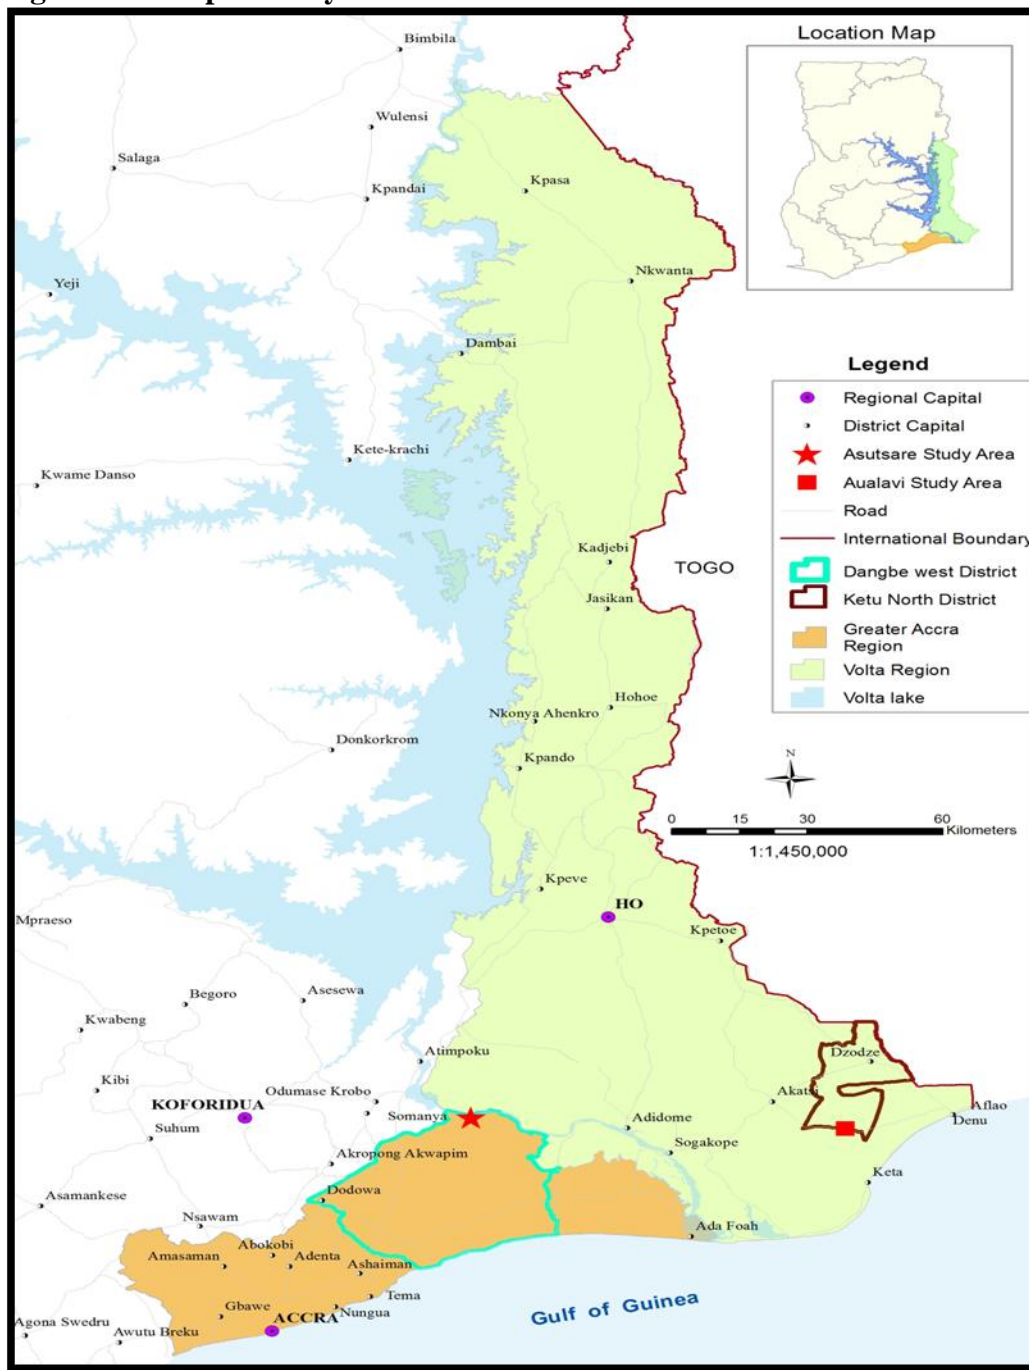 Bimbila
Wulensi
Salaga
Kpandai
Kpasa
Yeji
Nkwanta
Dambai
Kete-krachi
Kwame Danso
Kadjebi
TOGO
Jasikan
Hohoe
Nkonya Ahenkro
Donkorkrom
Kpando
Kpeve
HO
Mpraeso
Kpetoe
Begoro
Asesewa
Kwabeng
Atimpoku
Dzodze
Kibi
Odumase Krobo
KOFORIDUA
Somanya
Akatsi
Aflao
Denu
Suhum
Adidome
Sogakope
Akropong Akwapim
Keta
Asamankese
Dodowa
Nsawam
Ada Foah
Abokobi
Amasaman
Adenta
Ashaiman
Tema
Gbawe
Nungua
ACCRA
Agona Swedru
Awutu Breku
Gulf of Guinea
Location Map
Legend
Regional Capital
District Capital
Asutsare Study Area
Aualavi Study Area
Road
International Boundary
Dangbe west District
Ketu North District
Greater Accra
Region
Volta Region
Volta lake
N
0 15 30 60
Kilometers
1:1,450,000